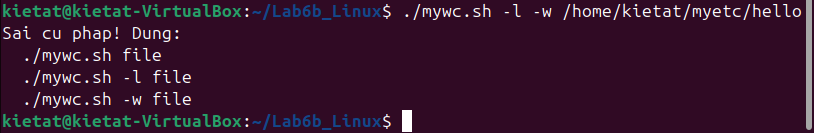 kietat@kietat-VirtualBox:~/Lab6b_Linux$ ./mywc.sh -l -w /home/kietat/myetc/hello
Sai cu phap! Dung:
  ./mywc.sh file
  ./mywc.sh -l file
  ./mywc.sh -w file
kietat@kietat-VirtualBox:~/Lab6b_Linux$